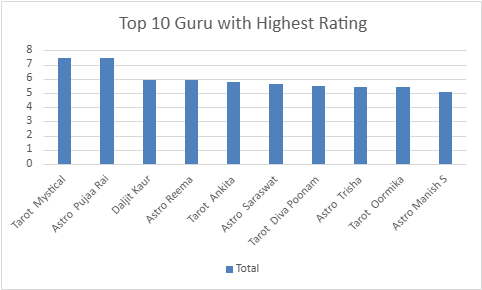 Top 10 Guru with Highest Rating
8
7
6
5
4
3
2
1
0
Tarot Mystical
Astro Pujaa Rai
Daljit Kaur
Astro Reema
Tarot Ankita
Astro Saraswat
Tarot Diva Poonam
Astro Trisha
Tarot Oormika
Astro Manish S
Total